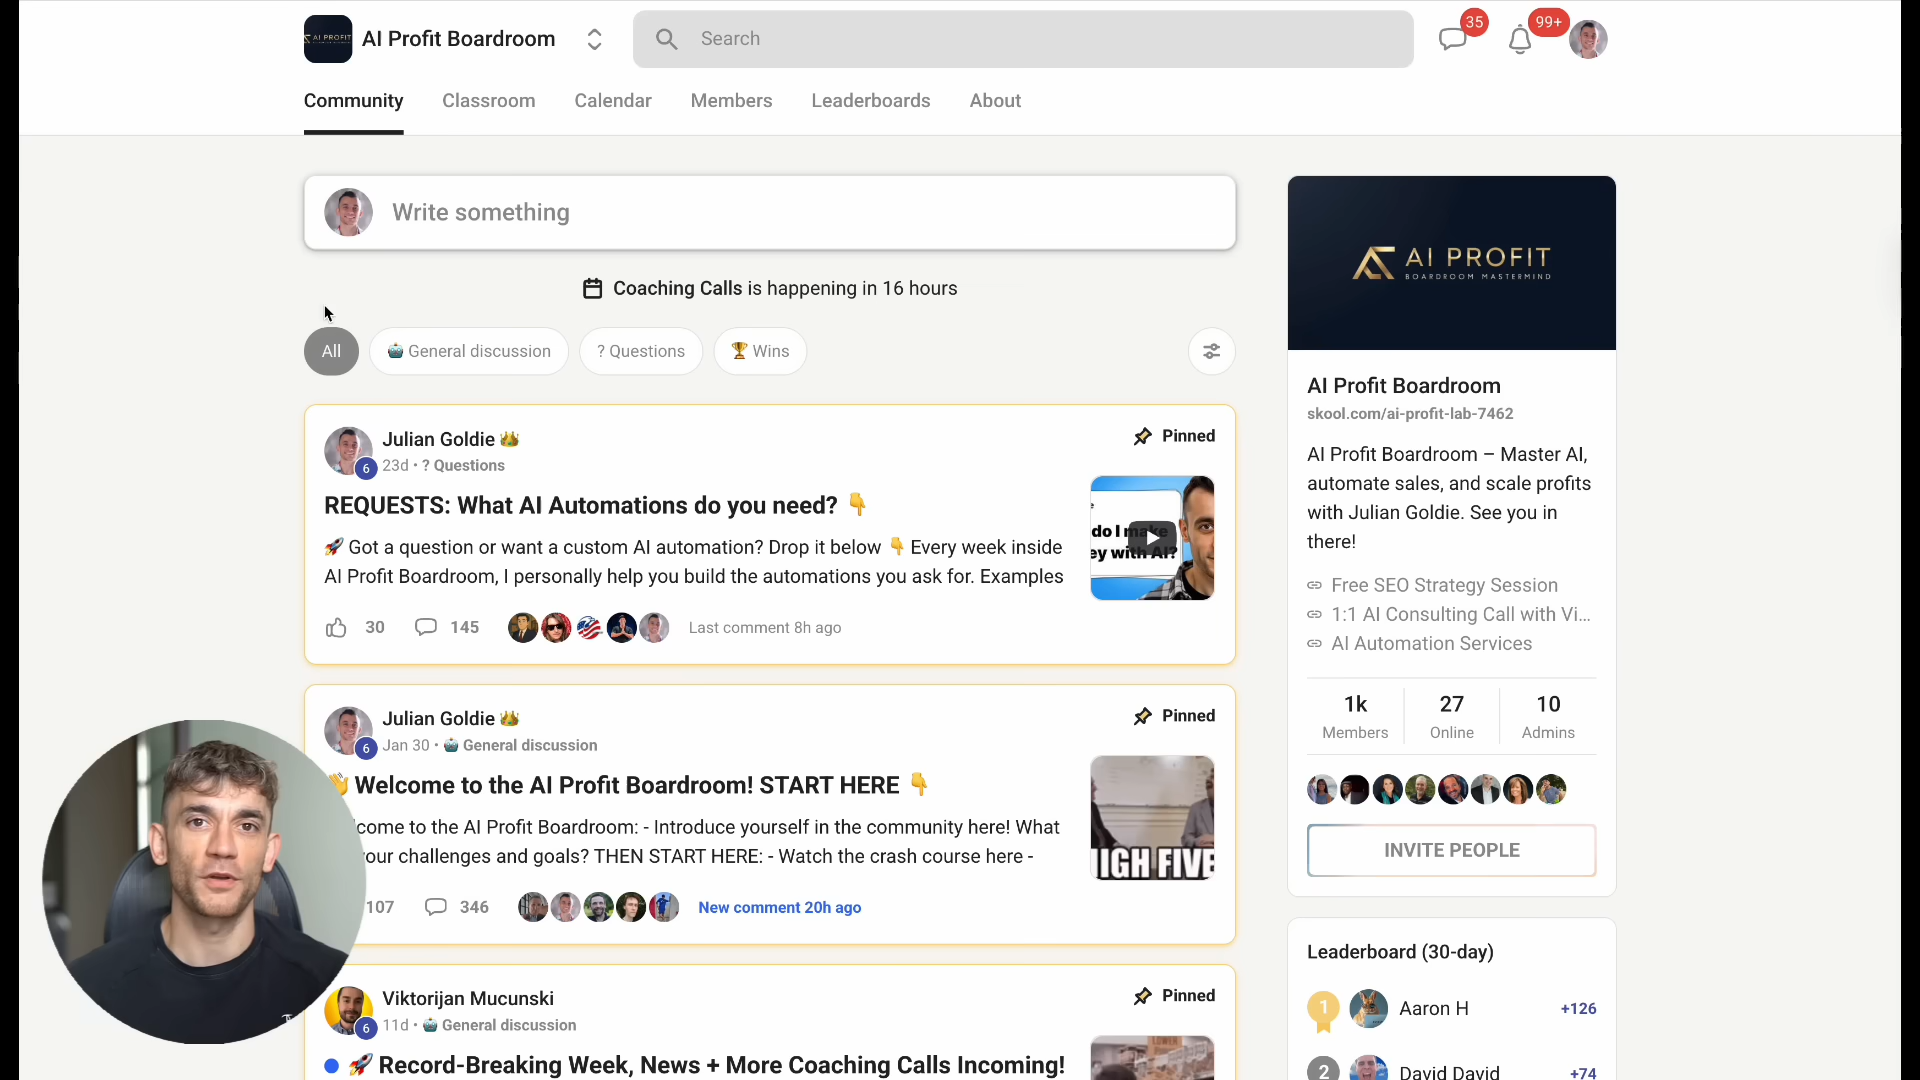 AI PROFIT
AI Profit Boardroom
Search
35
99+
Community
Classroom
Calendar
Members
Leaderboards
About
Write something
Coaching Calls is happening in 16 hours
All
General discussion
? Questions
Wins
Julian Goldie
6
23d • ? Questions
Pinned
REQUESTS: What AI Automations do you need?
Got a question or want a custom AI automation? Drop it below Every week inside
AI Profit Boardroom, I personally help you build the automations you ask for. Examples
do I make
ey with AI?
30
145
Last comment 8h ago
Julian Goldie
6
Jan 30 • General discussion
Pinned
Welcome to the AI Profit Boardroom! START HERE
come to the AI Profit Boardroom: - Introduce yourself in the community here! What
our challenges and goals? THEN START HERE: - Watch the crash course here -
HIGH FIVE
107
346
New comment 20h ago
Viktorijan Mucunski
6
11d • General discussion
Pinned
Record-Breaking Week, News + More Coaching Calls Incoming!
AI PROFIT
BOARDROOM MASTERMIND
AI Profit Boardroom
skool.com/ai-profit-lab-7462
AI Profit Boardroom – Master AI,
automate sales, and scale profits
with Julian Goldie. See you in
there!
Free SEO Strategy Session
1:1 AI Consulting Call with Vi...
AI Automation Services
1k
Members
27
Online
10
Admins
INVITE PEOPLE
Leaderboard (30-day)
1
Aaron H
+126
2
David David
+74